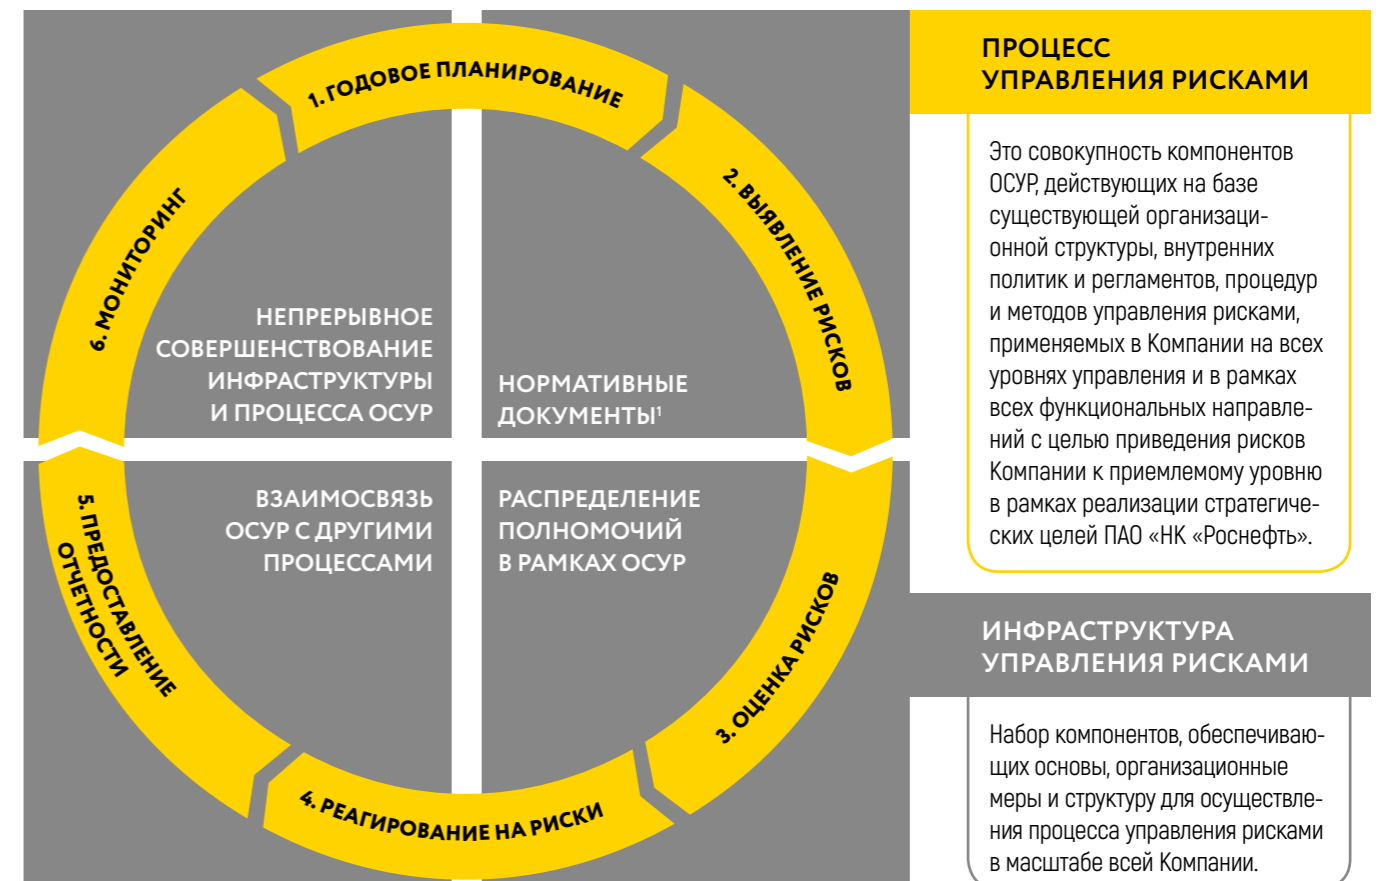 1. ГОДОВОЕ ПЛАНИРОВАНИЕ
2. ВЫЯВЛЕНИЕ РИСКОВ
3. ОЦЕНКА РИСКОВ
4. РЕАГИРОВАНИЕ НА РИСКИ
5. ПРЕДОСТАВЛЕНИЕ
ОТЧЕТНОСТИ
6. МОНИТОРИНГ
НЕПРЕРЫВНОЕ
СОВЕРШЕНСТВОВАНИЕ
ИНФРАСТРУКТУРЫ
И ПРОЦЕССА ОСУР
НОРМАТИВНЫЕ
ДОКУМЕНТЫ¹
ВЗАИМОСВЯЗЬ
ОСУР С ДРУГИМИ
ПРОЦЕССАМИ
РАСПРЕДЕЛЕНИЕ
ПОЛНОМОЧИЙ
В РАМКАХ ОСУР
ПРОЦЕСС
УПРАВЛЕНИЯ РИСКАМИ
Это совокупность компонентов
ОСУР, действующих на базе
существующей организаци-
онной структуры, внутренних
политик и регламентов, процедур
и методов управления рисками,
применяемых в Компании на всех
уровнях управления и в рамках
всех функциональных направле-
ний с целью приведения рисков
Компании к приемлемому уровню
в рамках реализации стратегиче-
ских целей ПАО «НК «Роснефть».
ИНФРАСТРУКТУРА
УПРАВЛЕНИЯ РИСКАМИ
Набор компонентов, обеспечиваю-
щих основы, организационные
меры и структуру для осуществле-
ния процесса управления рисками
в масштабе всей Компании.